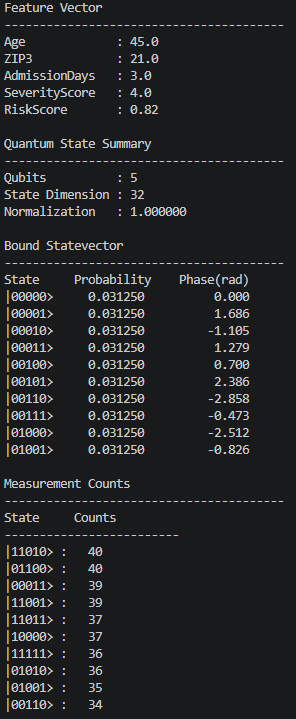 Feature Vector
----------------------------------------
Age             : 45.0
ZIP3            : 21.0
AdmissionDays   : 3.0
SeverityScore   : 4.0
RiskScore       : 0.82
Quantum State Summary
----------------------------------------
Qubits          : 5
State Dimension : 32
Normalization   : 1.000000
Bound Statevector
----------------------------------------
State     Probability    Phase(rad)
|00000>     0.031250         0.000
|00001>     0.031250         1.686
|00010>     0.031250        -1.105
|00011>     0.031250         1.279
|00100>     0.031250         0.700
|00101>     0.031250         2.386
|00110>     0.031250        -2.858
|00111>     0.031250        -0.473
|01000>     0.031250        -2.512
|01001>     0.031250        -0.826
Measurement Counts
----------------------------------------
State     Counts
-------------------------
|11010> :   40
|01100> :   40
|00011> :   39
|11001> :   39
|11011> :   37
|10000> :   37
|11111> :   36
|01010> :   36
|01001> :   35
|00110> :   34